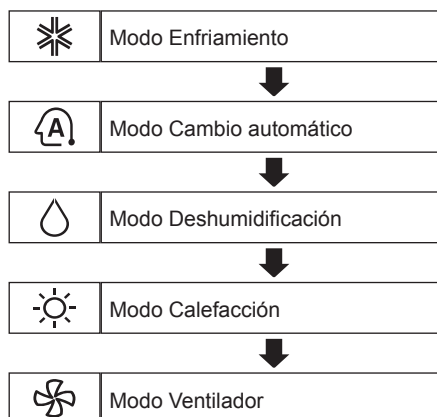 Modo Enfriamiento
A
Modo Cambio automático
Modo Deshumidificación
Modo Calefacción
Modo Ventilador